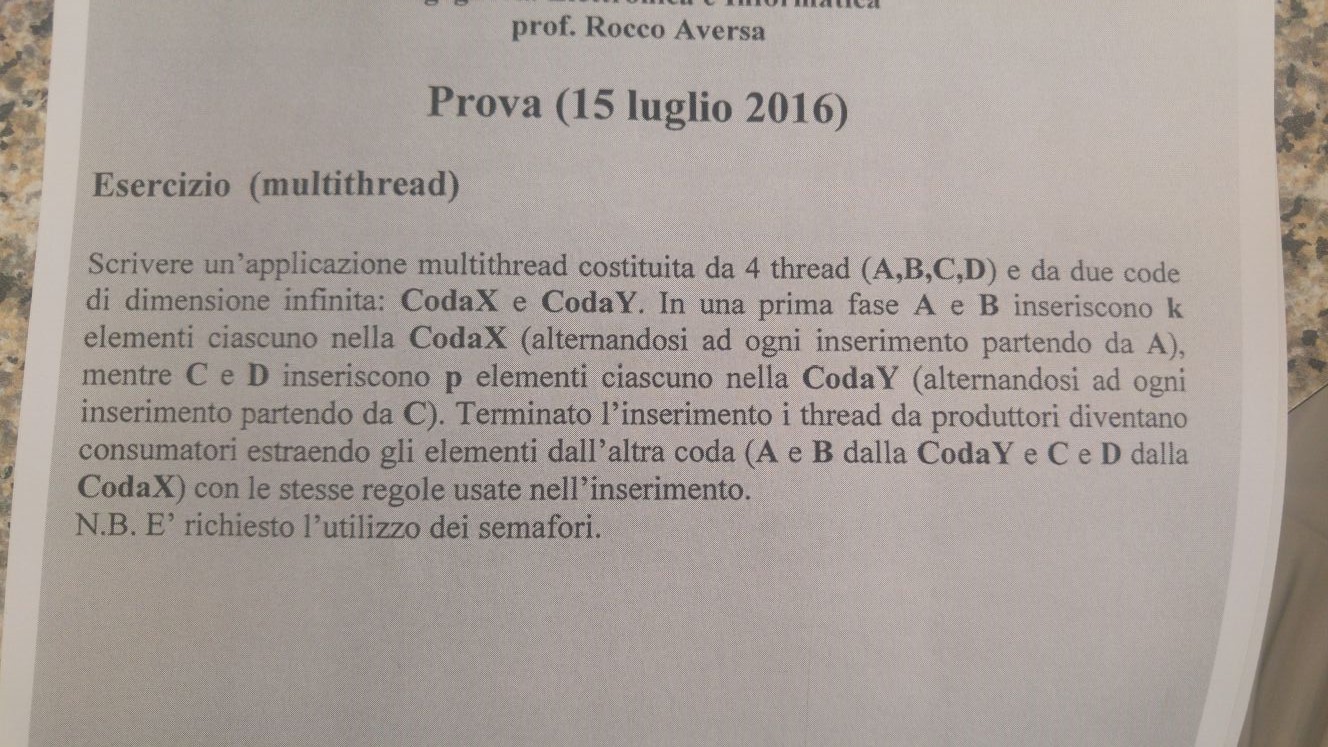 prof. Rocco Aversa
Prova (15 luglio 2016)
Esercizio (multithread)
Scrivere un'applicazione multithread costituita da 4 thread (A,B,C,D) e da due code
di dimensione infinita: CodaX e CodaY. In una prima fase A e B inseriscono k
elementi ciascuno nella CodaX (alternandosi ad ogni inserimento partendo da A),
mentre C e D inseriscono p elementi ciascuno nella CodaY (alternandosi ad ogni
inserimento partendo da C). Terminato l'inserimento i thread da produttori diventano
consumatori estraendo gli elementi dall'altra coda (A e B dalla CodaY e C e D dalla
CodaX) con le stesse regole usate nell'inserimento.
N.B. E' richiesto l'utilizzo dei semafori.